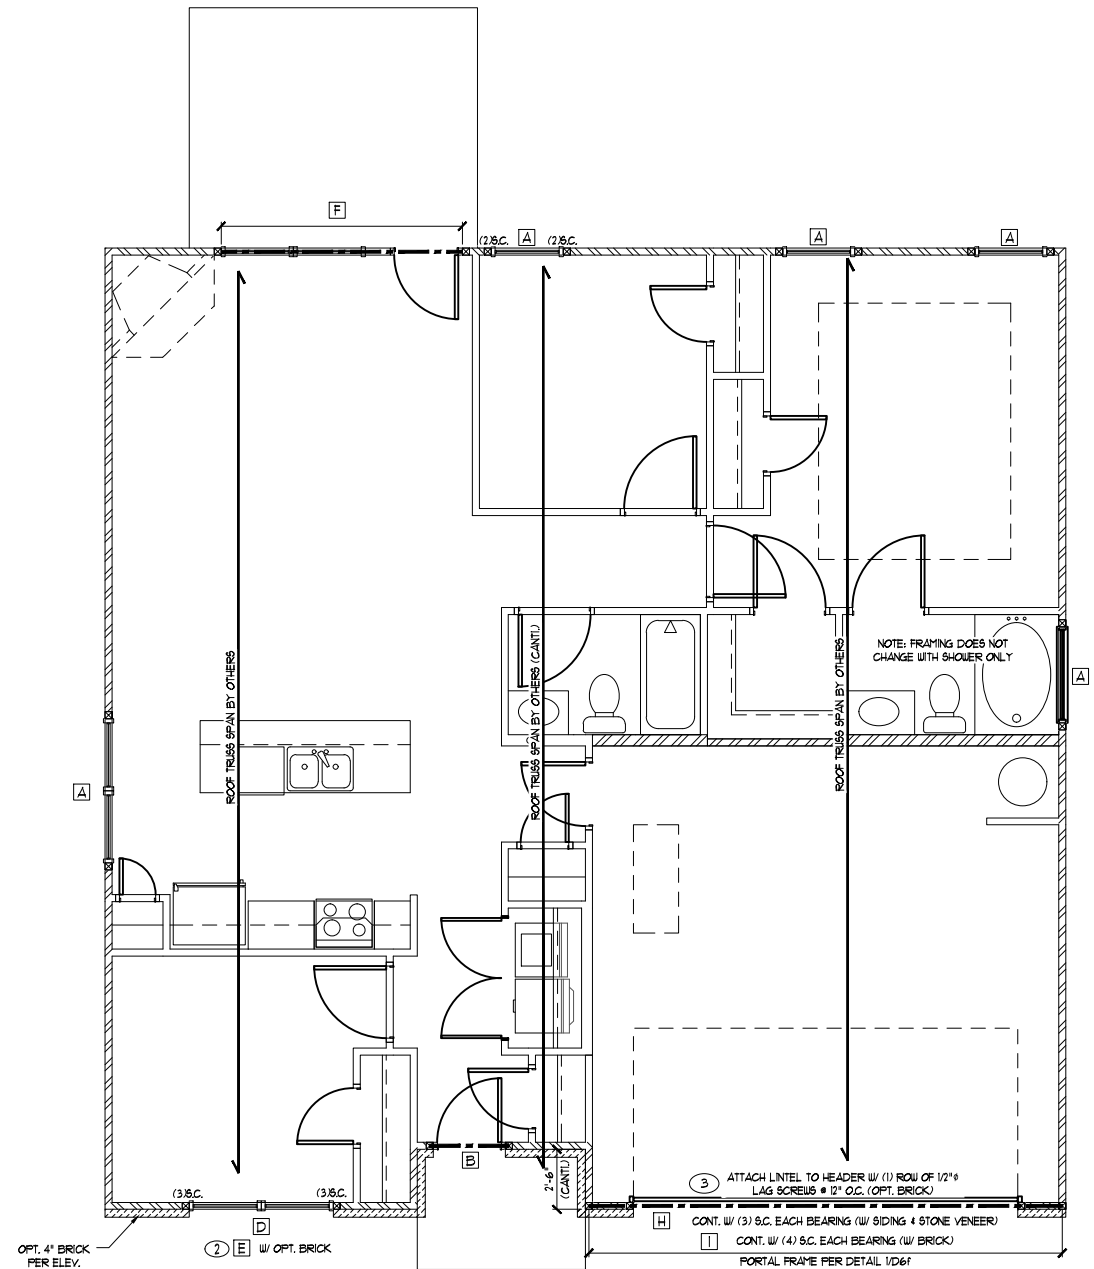 F
(2)S.C.
A
(2)S.C.
A
A
ROOF TRUSS SPAN BY OTHERS
ROOF TRUSS SPAN BY OTHERS (CANTI.)
ROOF TRUSS SPAN BY OTHERS
NOTE: FRAMING DOES NOT
CHANGE WITH SHOWER ONLY
A
A
B
2'-6"
(CANTI.)
(3)S.C.
(3)S.C.
D
2 E W/ OPT. BRICK
OPT. 4" BRICK
PER ELEV.
3 ATTACH LINTEL TO HEADER W/ (1) ROW OF 1/2"ø
LAG SCREWS @ 12" O.C. (OPT. BRICK)
H CONT. W/ (3) S.C. EACH BEARING (W/ SIDING & STONE VENEER)
I CONT. W/ (4) S.C. EACH BEARING (W/ BRICK)
PORTAL FRAME PER DETAIL 1/D6f